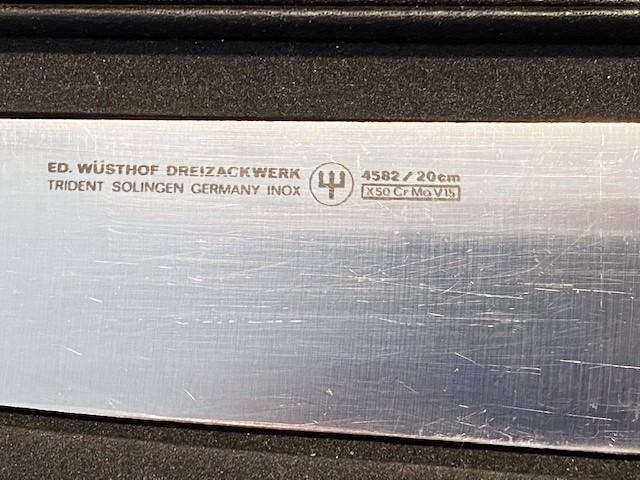 ED. WÜSTHOF DREIZACKWERK
TRIDENT SOLINGEN GERMANY INOX
4582/20cm
X50 Cr Mo V15